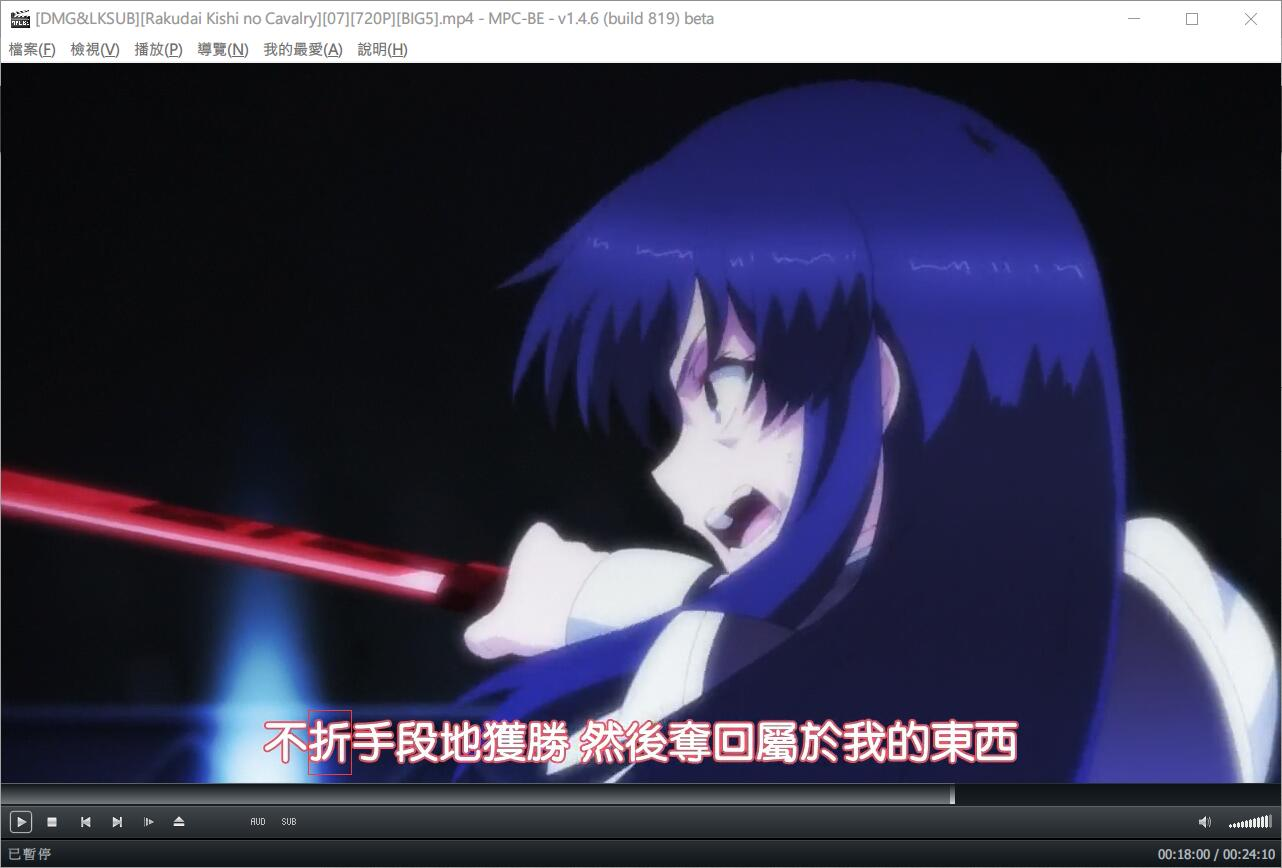 [DMG&LKSUB][Rakudai Kishi no Cavalry][07][720P][BIG5].mp4 - MPC-BE - v1.4.6 (build 819) beta
檔案(F) 檢視(V) 播放(P) 導覽(N) 我的最愛(A) 說明(H)
不折手段地獲勝 然後奪回屬於我的東西
AUD SUB
已暫停 00:18:00 / 00:24:10